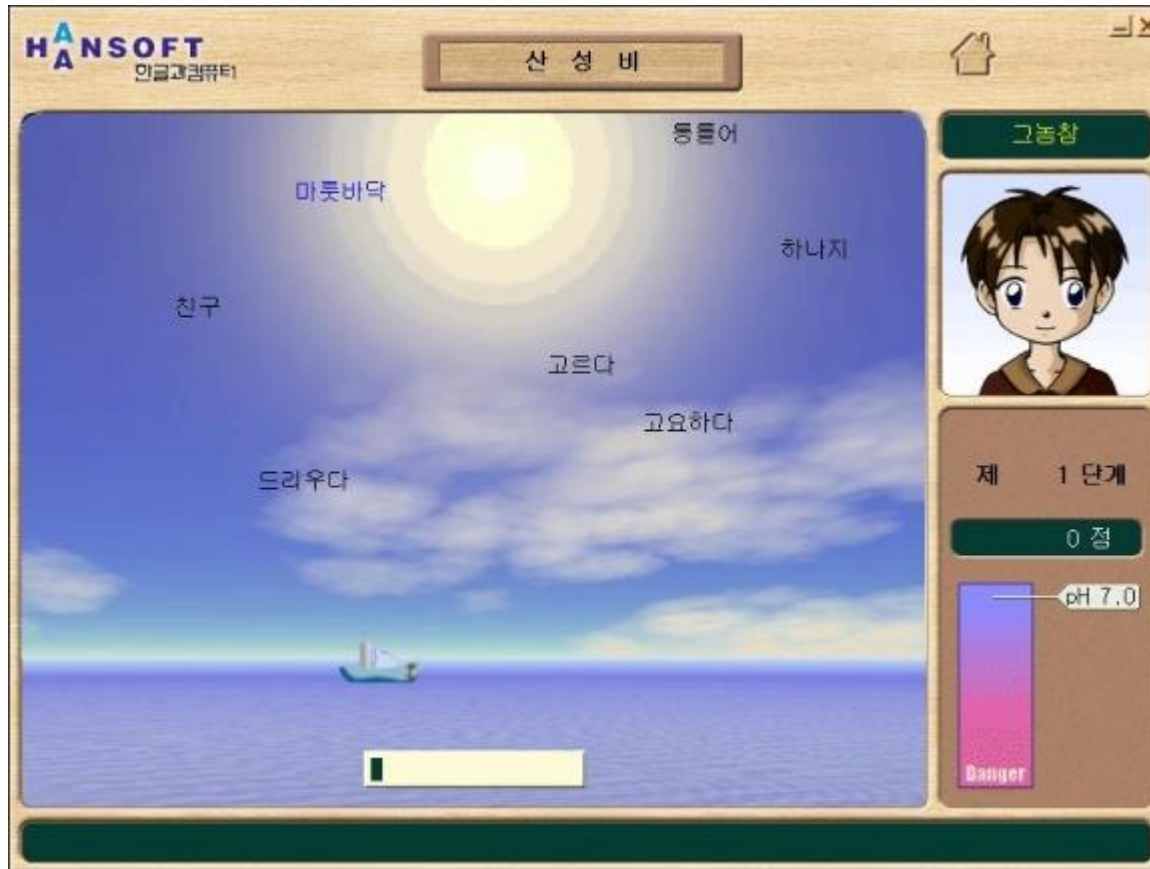 HAANSOFT
한글과컴퓨터
산 성 비
그놈참
동틀어
마룻바닥
하나지
친구
고르다
고요하다
드리우다
제 1 단계
0 점
pH 7.0
Danger